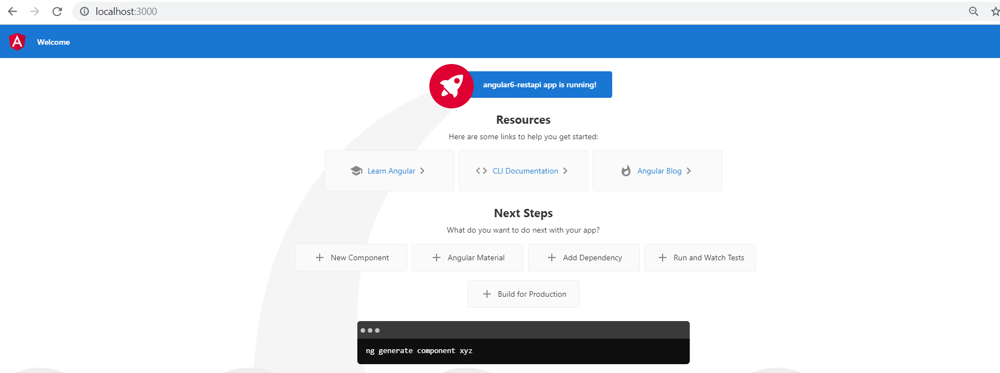 localhost:3000
Welcome
angular6-restapi app is running!
Resources
Here are some links to help you get started:
Learn Angular
CLI Documentation
Angular Blog
Next Steps
What do you want to do next with your app?
New Component
Angular Material
Add Dependency
Run and Watch Tests
Build for Production
ng generate component xyz